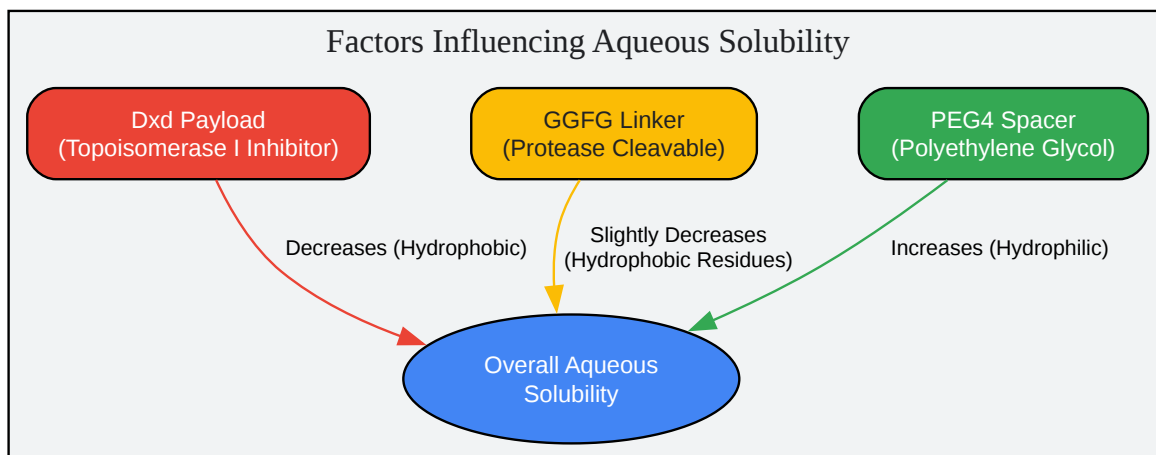 Factors Influencing Aqueous Solubility
Dxd Payload
(Topoisomerase I Inhibitor)
GGFG Linker
(Protease Cleavable)
PEG4 Spacer
(Polyethylene Glycol)
Decreases (Hydrophobic)
Slightly Decreases
(Hydrophobic Residues)
Increases (Hydrophilic)
Overall Aqueous
Solubility